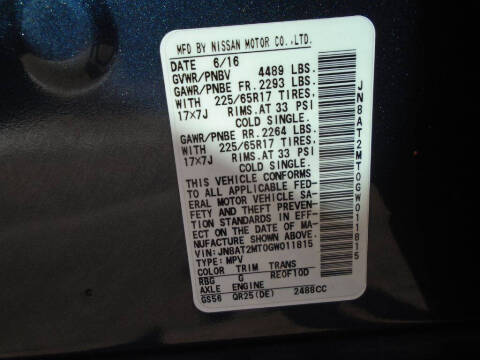 MFD BY NISSAN MOTOR CO.,LTD.
DATE 6/16
GVWR/PNBV 4489 LBS.
GAWR/PNBE FR. 2293 LBS.
WITH 225/65R17 TIRES,
17×7J RIMS.AT 33 PSI
COLD SINGLE.
GAWR/PNBE RR. 2264 LBS.
WITH 225/65R17 TIRES,
17×7J RIMS.AT 33 PSI
COLD SINGLE.
THIS VEHICLE CONFORMS
TO ALL APPLICABLE FED-
ERAL MOTOR VEHICLE SA-
FETY AND THEFT PREVEN-
TION STANDARDS IN EFF-
ECT ON THE DATE OF MA-
NUFACTURE SHOWN ABOVE.
VIN: JN8AT2MT0GW011815
TYPE: MPV
COLOR TRIM TRANS
RBG G RE0F10D
AXLE ENGINE
GS56 QR25(DE) 2488CC
JN8AT2MT0GW011815